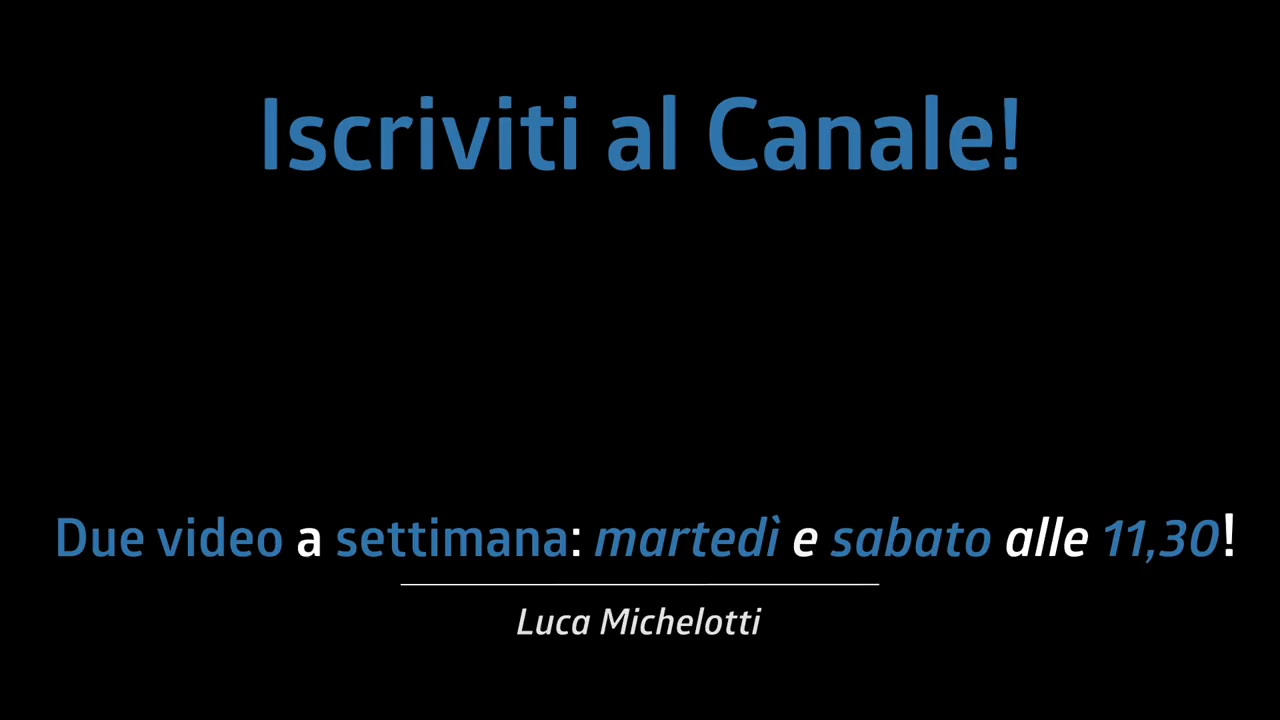 Iscriviti al Canale!
Due video a settimana: martedì e sabato alle 11,30!
Luca Michelotti